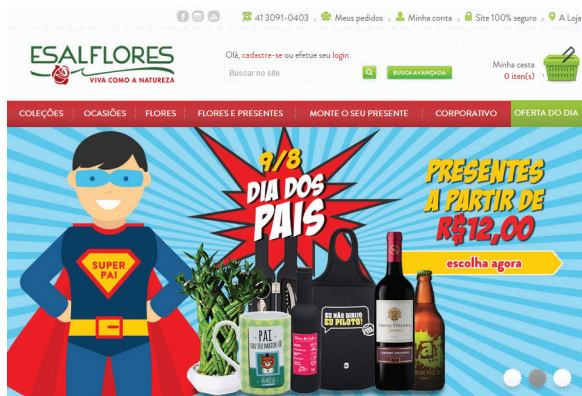 41 3091-0403 Meus pedidos Minha conta Site 100% seguro A Loja
ESALFLORES
VIVA COMO A NATUREZA
Olá, cadastre-se ou efetue seu login.
Buscar no site
BUSCA AVANÇADA
Minha cesta
0 iten(s)
COLEÇÕES OCASIÕES FLORES FLORES E PRESENTES MONTE O SEU PRESENTE CORPORATIVO OFERTA DO DIA
9/8
DIA DOS
PAIS
PRESENTES
A PARTIR DE
R$12,00
escolha agora
SUPER
PAI
EU NÃO DIRIJO
EU PILOTO!
PAI
SANTA HELENA